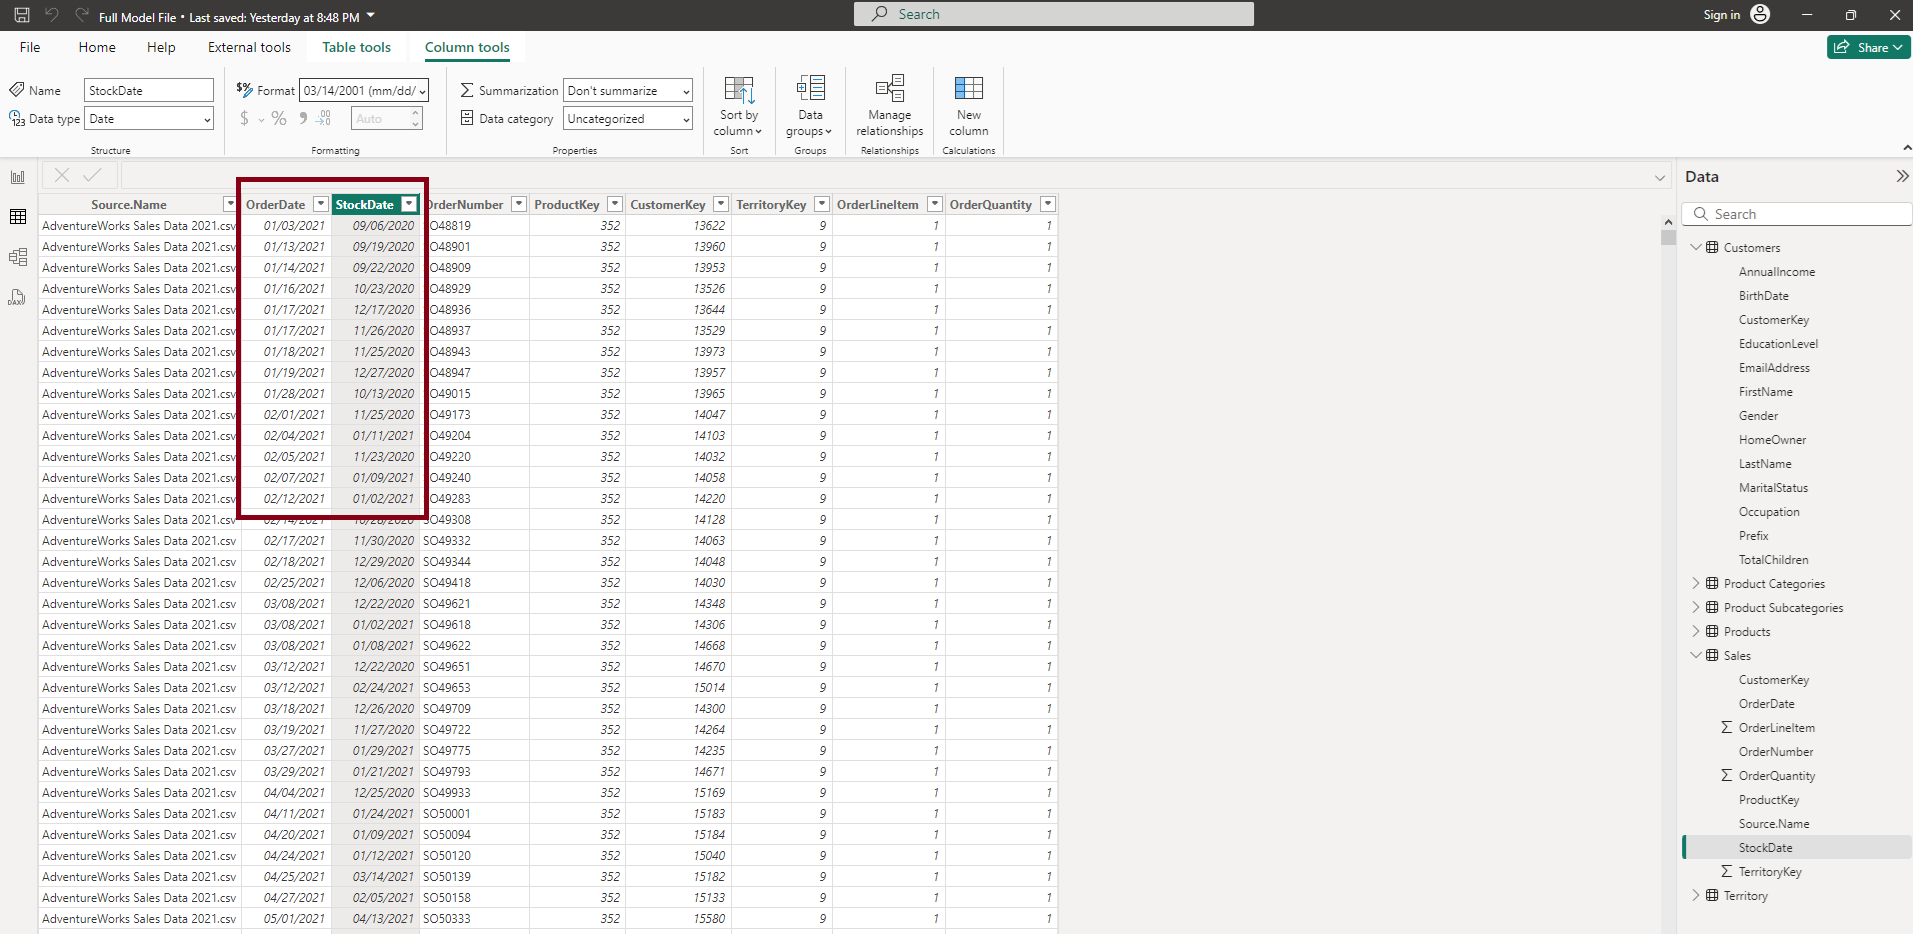 Full Model File • Last saved: Yesterday at 8:48 PM
Search
Sign in
File Home Help External tools Table tools Column tools
Share
Name StockDate
Data type Date
Structure
Format 03/14/2001 (mm/dd/
$ % Auto
Formatting
Summarization Don't summarize
Data category Uncategorized
Properties
Sort by
column
Sort
Data
groups
Groups
Manage
relationships
Relationships
New
column
Calculations
Source.Name OrderDate StockDate OrderNumber ProductKey CustomerKey TerritoryKey OrderLineItem OrderQuantity
AdventureWorks Sales Data 2021.csv 01/03/2021 09/06/2020 SO48819 352 13622 9 1 1
AdventureWorks Sales Data 2021.csv 01/13/2021 09/19/2020 SO48901 352 13960 9 1 1
AdventureWorks Sales Data 2021.csv 01/14/2021 09/22/2020 SO48909 352 13953 9 1 1
AdventureWorks Sales Data 2021.csv 01/16/2021 10/23/2020 SO48929 352 13526 9 1 1
AdventureWorks Sales Data 2021.csv 01/17/2021 12/17/2020 SO48936 352 13644 9 1 1
AdventureWorks Sales Data 2021.csv 01/17/2021 11/26/2020 SO48937 352 13529 9 1 1
AdventureWorks Sales Data 2021.csv 01/18/2021 11/25/2020 SO48943 352 13973 9 1 1
AdventureWorks Sales Data 2021.csv 01/19/2021 12/27/2020 SO48947 352 13957 9 1 1
AdventureWorks Sales Data 2021.csv 01/28/2021 10/13/2020 SO49015 352 13965 9 1 1
AdventureWorks Sales Data 2021.csv 02/01/2021 11/25/2020 SO49173 352 14047 9 1 1
AdventureWorks Sales Data 2021.csv 02/04/2021 01/11/2021 SO49204 352 14103 9 1 1
AdventureWorks Sales Data 2021.csv 02/05/2021 11/23/2020 SO49220 352 14032 9 1 1
AdventureWorks Sales Data 2021.csv 02/07/2021 01/09/2021 SO49240 352 14058 9 1 1
AdventureWorks Sales Data 2021.csv 02/12/2021 01/02/2021 SO49283 352 14220 9 1 1
AdventureWorks Sales Data 2021.csv 02/14/2021 10/28/2020 SO49308 352 14128 9 1 1
AdventureWorks Sales Data 2021.csv 02/17/2021 11/30/2020 SO49332 352 14063 9 1 1
AdventureWorks Sales Data 2021.csv 02/18/2021 12/29/2020 SO49344 352 14048 9 1 1
AdventureWorks Sales Data 2021.csv 02/25/2021 12/06/2020 SO49418 352 14030 9 1 1
AdventureWorks Sales Data 2021.csv 03/08/2021 12/22/2020 SO49621 352 14348 9 1 1
AdventureWorks Sales Data 2021.csv 03/08/2021 01/02/2021 SO49618 352 14306 9 1 1
AdventureWorks Sales Data 2021.csv 03/08/2021 01/08/2021 SO49622 352 14668 9 1 1
AdventureWorks Sales Data 2021.csv 03/12/2021 12/22/2020 SO49651 352 14670 9 1 1
AdventureWorks Sales Data 2021.csv 03/12/2021 02/24/2021 SO49653 352 15014 9 1 1
AdventureWorks Sales Data 2021.csv 03/18/2021 12/26/2020 SO49709 352 14300 9 1 1
AdventureWorks Sales Data 2021.csv 03/19/2021 11/27/2020 SO49722 352 14264 9 1 1
AdventureWorks Sales Data 2021.csv 03/27/2021 01/29/2021 SO49775 352 14235 9 1 1
AdventureWorks Sales Data 2021.csv 03/29/2021 01/21/2021 SO49793 352 14671 9 1 1
AdventureWorks Sales Data 2021.csv 04/04/2021 12/25/2020 SO49933 352 15169 9 1 1
AdventureWorks Sales Data 2021.csv 04/11/2021 01/24/2021 SO50001 352 15183 9 1 1
AdventureWorks Sales Data 2021.csv 04/20/2021 01/09/2021 SO50094 352 15184 9 1 1
AdventureWorks Sales Data 2021.csv 04/24/2021 01/12/2021 SO50120 352 15040 9 1 1
AdventureWorks Sales Data 2021.csv 04/25/2021 03/14/2021 SO50139 352 15182 9 1 1
AdventureWorks Sales Data 2021.csv 04/27/2021 02/05/2021 SO50158 352 15133 9 1 1
AdventureWorks Sales Data 2021.csv 05/01/2021 04/13/2021 SO50333 352 15580 9 1 1
Data
Search
Customers
AnnualIncome
BirthDate
CustomerKey
EducationLevel
EmailAddress
FirstName
Gender
HomeOwner
LastName
MaritalStatus
Occupation
Prefix
TotalChildren
Product Categories
Product Subcategories
Products
Sales
CustomerKey
OrderDate
OrderLineItem
OrderNumber
OrderQuantity
ProductKey
Source.Name
StockDate
TerritoryKey
Territory